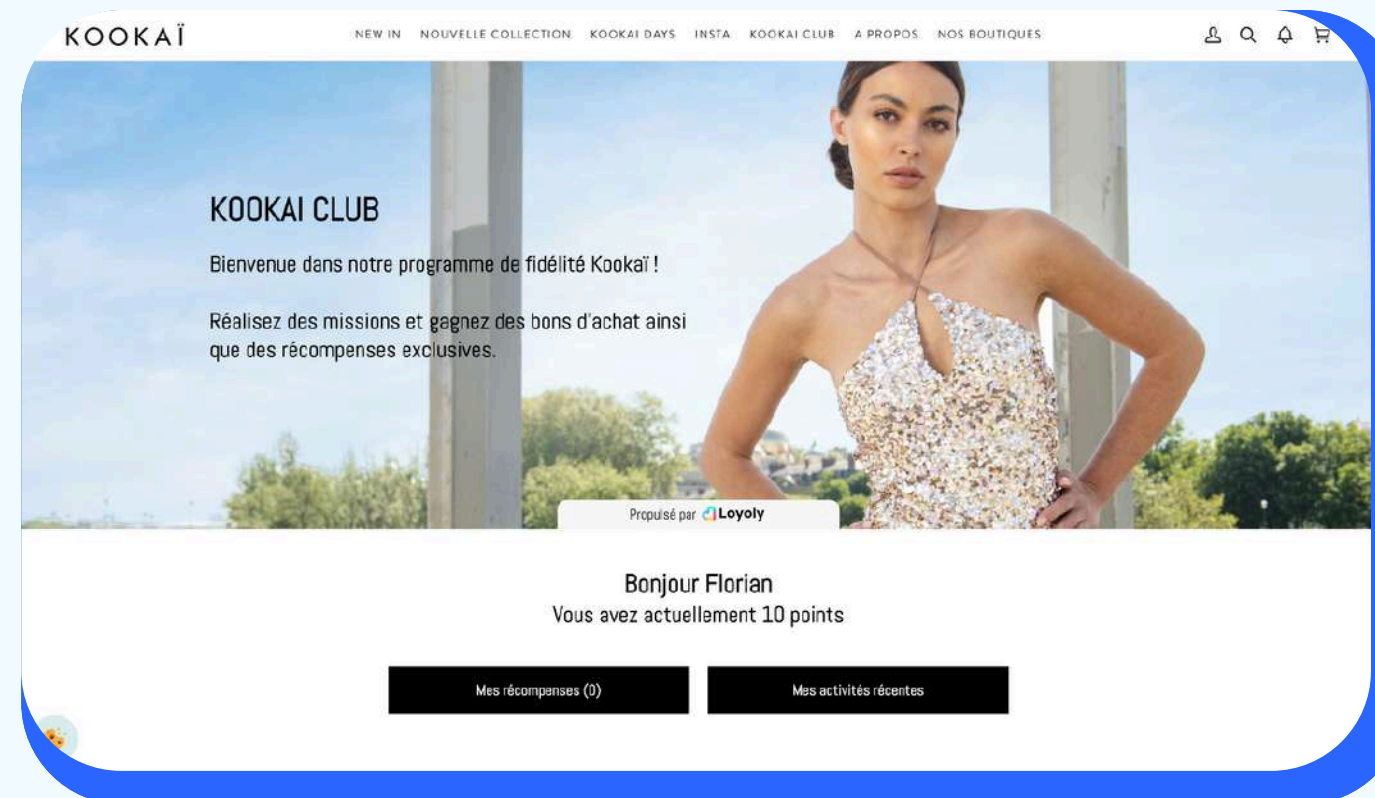 KOOKAÏ
NEW IN NOUVELLE COLLECTION KOOKAI DAYS INSTA KOOKAI CLUB A PROPOS NOS BOUTIQUES
KOOKAI CLUB
Bienvenue dans notre programme de fidélité Kookaï !
Réalisez des missions et gagnez des bons d'achat ainsi
que des récompenses exclusives.
Propulsé par Loyoly
Bonjour Florian
Vous avez actuellement 10 points
Mes récompenses (0)
Mes activités récentes